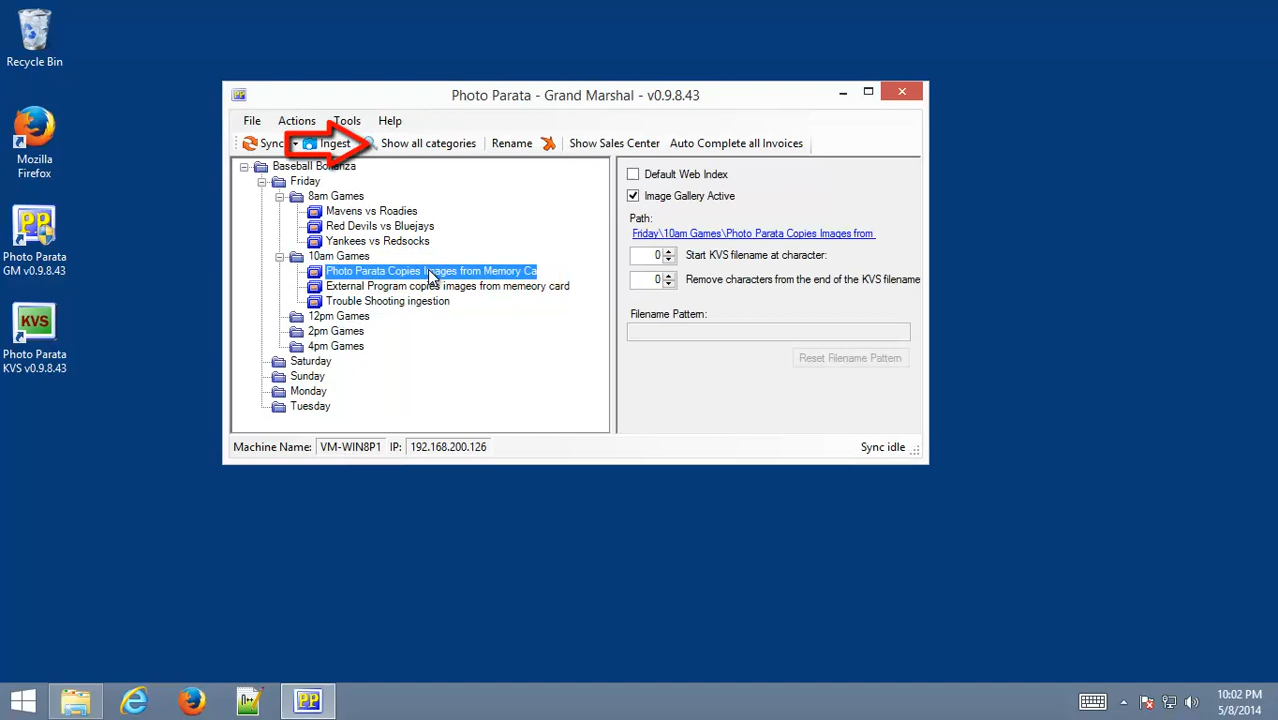 Recycle Bin
Mozilla
Firefox
Photo Parata
GM v0.9.8.43
KVS
Photo Parata
KVS v0.9.8.43
Photo Parata - Grand Marshal - v0.9.8.43
File Actions Tools Help
Sync Ingest Show all categories Rename Show Sales Center Auto Complete all Invoices
Baseball Bonanza
Friday
8am Games
Mavens vs Roadies
Red Devils vs Bluejays
Yankees vs Redsocks
10am Games
Photo Parata Copies Images from Memory Ca
External Program copies images from memeory card
Trouble Shooting ingestion
12pm Games
2pm Games
4pm Games
Saturday
Sunday
Monday
Tuesday
Default Web Index
Image Gallery Active
Path:
Friday\10am Games\Photo Parata Copies Images from
0 Start KVS filename at character:
0 Remove characters from the end of the KVS filename
Filename Pattern:
Reset Filename Pattern
Machine Name: VM-WIN8P1 IP: 192.168.200.126 Sync idle
10:02 PM
5/8/2014